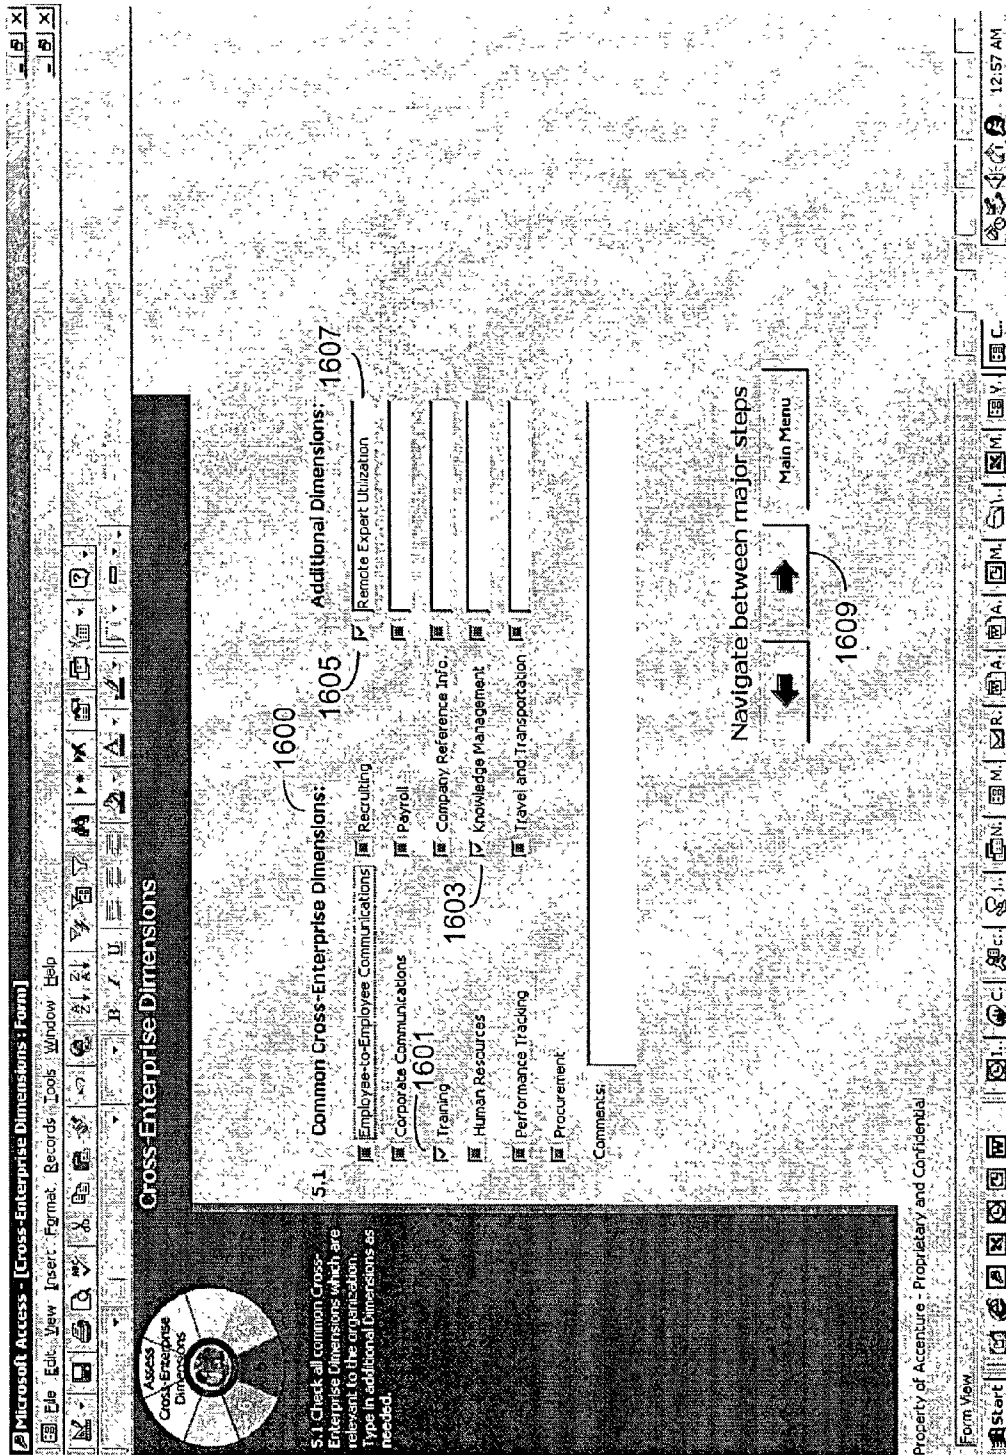 Microsoft Access - [Cross-Enterprise Dimensions : Form]
File Edit View Insert Format Records Tools Window Help
B I U
Cross-Enterprise Dimensions
Assess
Cross-Enterprise
Dimensions
5.1 Check all common Cross-
Enterprise Dimensions which are
relevant to the organization.
Type in additional Dimensions as
needed.
1600
5.1 Common Cross-Enterprise Dimensions:
1605
Additional Dimensions:
1607
Employee-to-Employee Communications
Recruiting
Remote Expert Utilization
Corporate Communications
Payroll
1601
Training
Company Reference Info.
1603
Human Resources
Knowledge Management
Performance Tracking
Travel and Transportation
Procurement
Comments:
Navigate between major steps
Main Menu
1609
Property of Accenture - Proprietary and Confidential
Form View
Start
12:57 AM